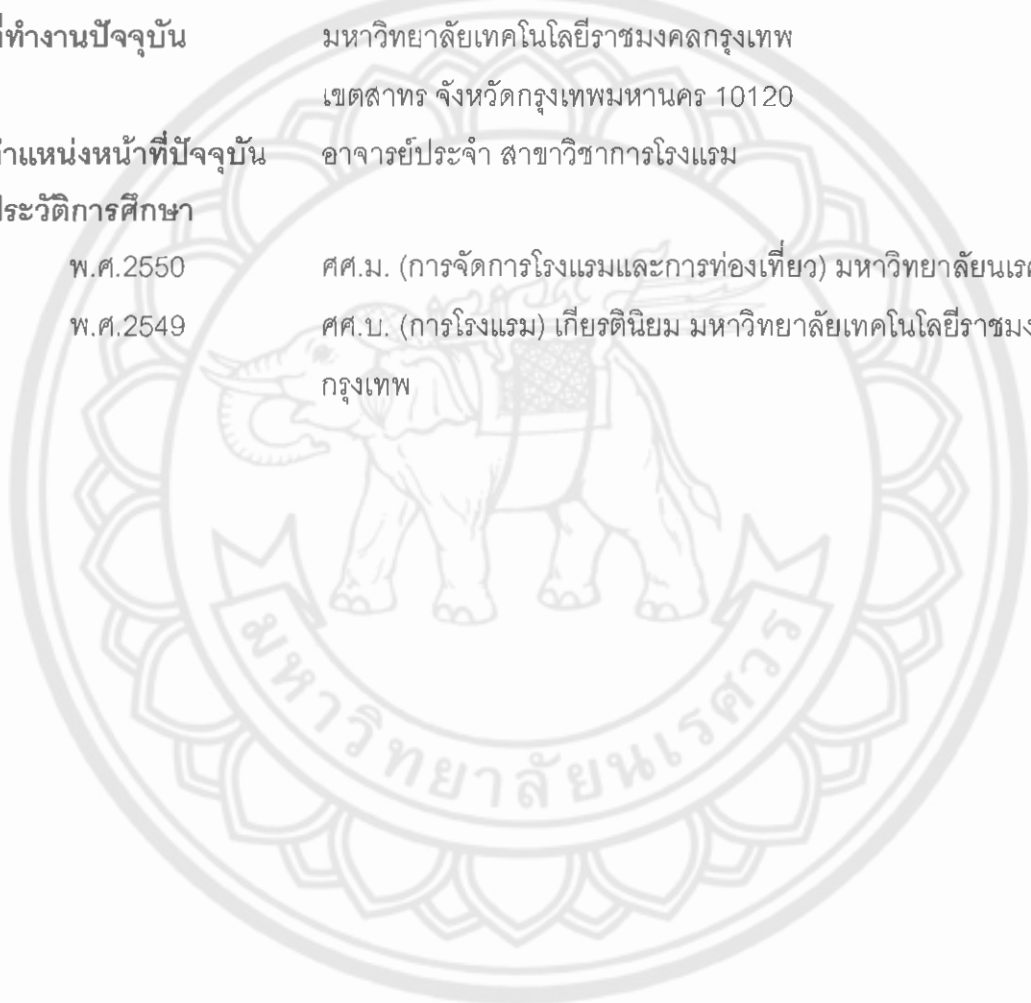 ที่ทำงานปัจจุบัน มหาวิทยาลัยเทคโนโลยีราชมงคลกรุงเทพ
เขตสาทร จังหวัดกรุงเทพมหานคร 10120
ตำแหน่งหน้าที่ปัจจุบัน อาจารย์ประจำ สาขาวิชาการโรงแรม
ประวัติการศึกษา
พ.ศ.2550 ศศ.ม. (การจัดการโรงแรมและการท่องเที่ยว) มหาวิทยาลัยนเรศ
พ.ศ.2549 ศศ.บ. (การโรงแรม) เกียรตินิยม มหาวิทยาลัยเทคโนโลยีราชมง
กรุงเทพ
มหาวิทยาลัยนเรศวร